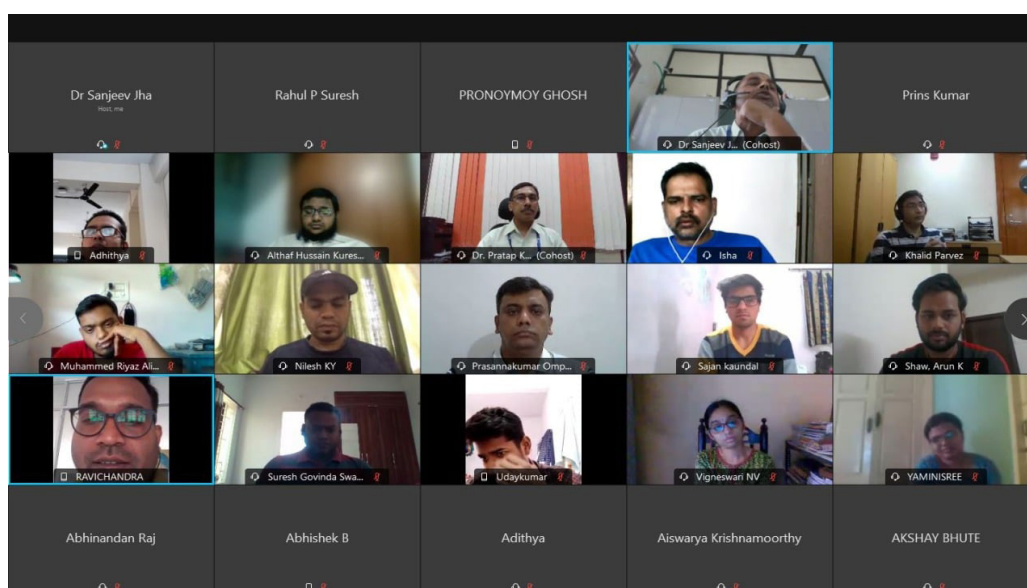 Dr Sanjeev Jha
Host, me
Rahul P Suresh
PRONOYMOY GHOSH
Dr Sanjeev J... (Cohost)
Prins Kumar
Adhithya
Althaf Hussain Kures...
Dr. Pratap K... (Cohost)
Isha
Khalid Parvez
Muhammed Riyaz Ali...
Nilesh KY
Prasannakumar Omp...
Sajan kaundal
Shaw, Arun K
RAVICHANDRA
Suresh Govinda Swa...
Udaykumar
Vigneswari NV
YAMINISREE
Abhinandan Raj
Abhishek B
Adithya
Aiswarya Krishnamoorthy
AKSHAY BHUTE